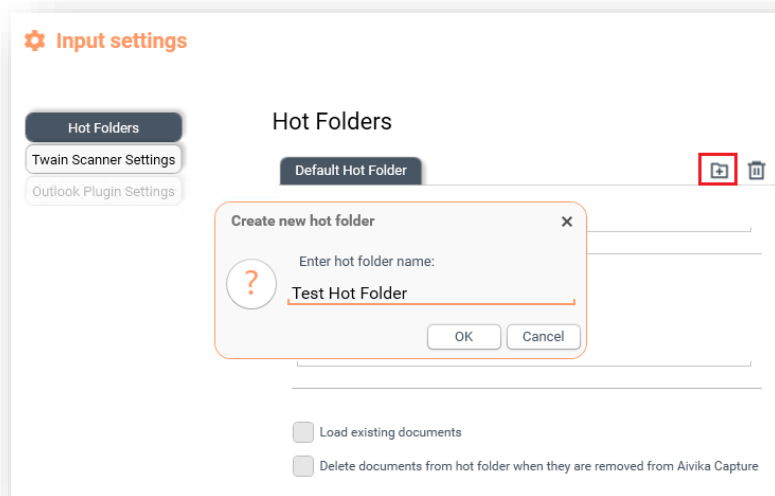 Input settings
Hot Folders
Hot Folders
Twain Scanner Settings
Default Hot Folder
Outlook Plugin Settings
Create new hot folder
Enter hot folder name:
?
Test Hot Folder
OK
Cancel
Load existing documents
Delete documents from hot folder when they are removed from Aivika Capture